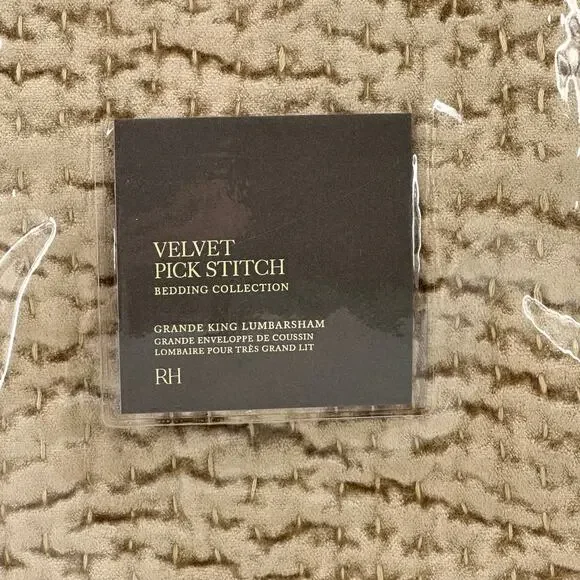 VELVET
PICK STITCH
BEDDING COLLECTION
GRANDE KING LUMBARSHAM
GRANDE ENVELOPPE DE COUSSIN
LOMBAIRE POUR TRÈS GRAND LIT
RH